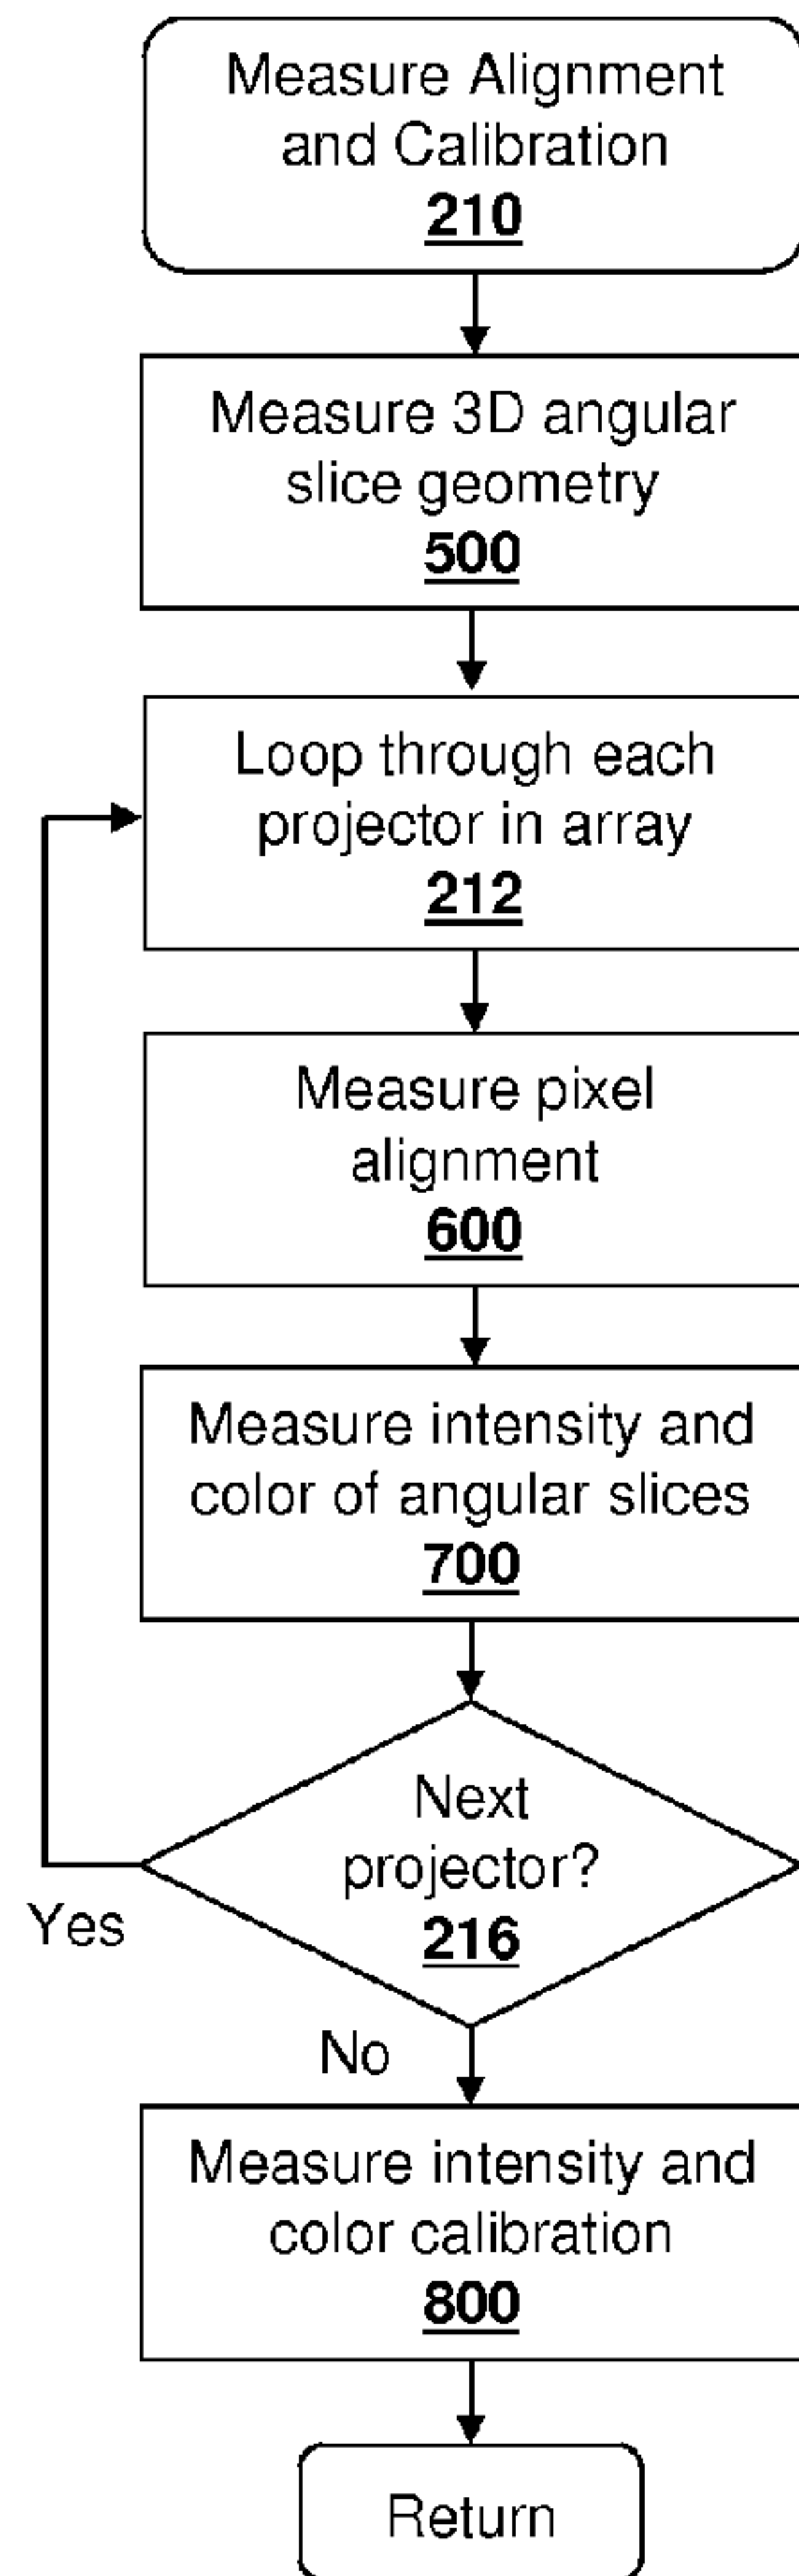 Measure Alignment
and Calibration
210
Measure 3D angular
slice geometry
500
Loop through each
projector in array
212
Measure pixel
alignment
600
Measure intensity and
color of angular slices
700
Next
projector?
216
Yes
No
Measure intensity and
color calibration
800
Return